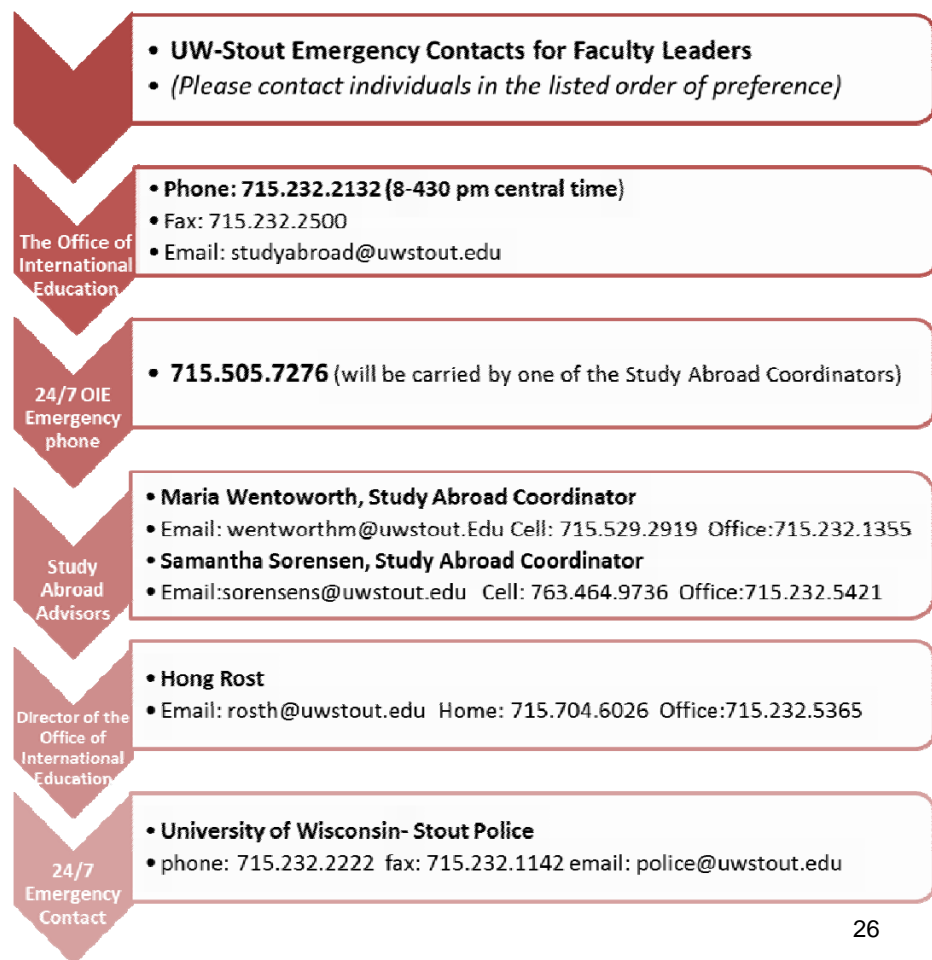 • UW-Stout Emergency Contacts for Faculty Leaders
• (Please contact individuals in the listed order of preference)
The Office of
International
Education
• Phone: 715.232.2132 (8-430 pm central time)
• Fax: 715.232.2500
• Email: studyabroad@uwstout.edu
24/7 OIE
Emergency
phone
• 715.505.7276 (will be carried by one of the Study Abroad Coordinators)
Study
Abroad
Advisors
• Maria Wentoworth, Study Abroad Coordinator
• Email: wentworthm@uwstout.Edu Cell: 715.529.2919 Office:715.232.1355
• Samantha Sorensen, Study Abroad Coordinator
• Email:sorensens@uwstout.edu Cell: 763.464.9736 Office:715.232.5421
Director of the
Office of
International
Education
• Hong Rost
• Email: rosth@uwstout.edu Home: 715.704.6026 Office:715.232.5365
24/7
Emergency
Contact
• University of Wisconsin- Stout Police
• phone: 715.232.2222 fax: 715.232.1142 email: police@uwstout.edu
26